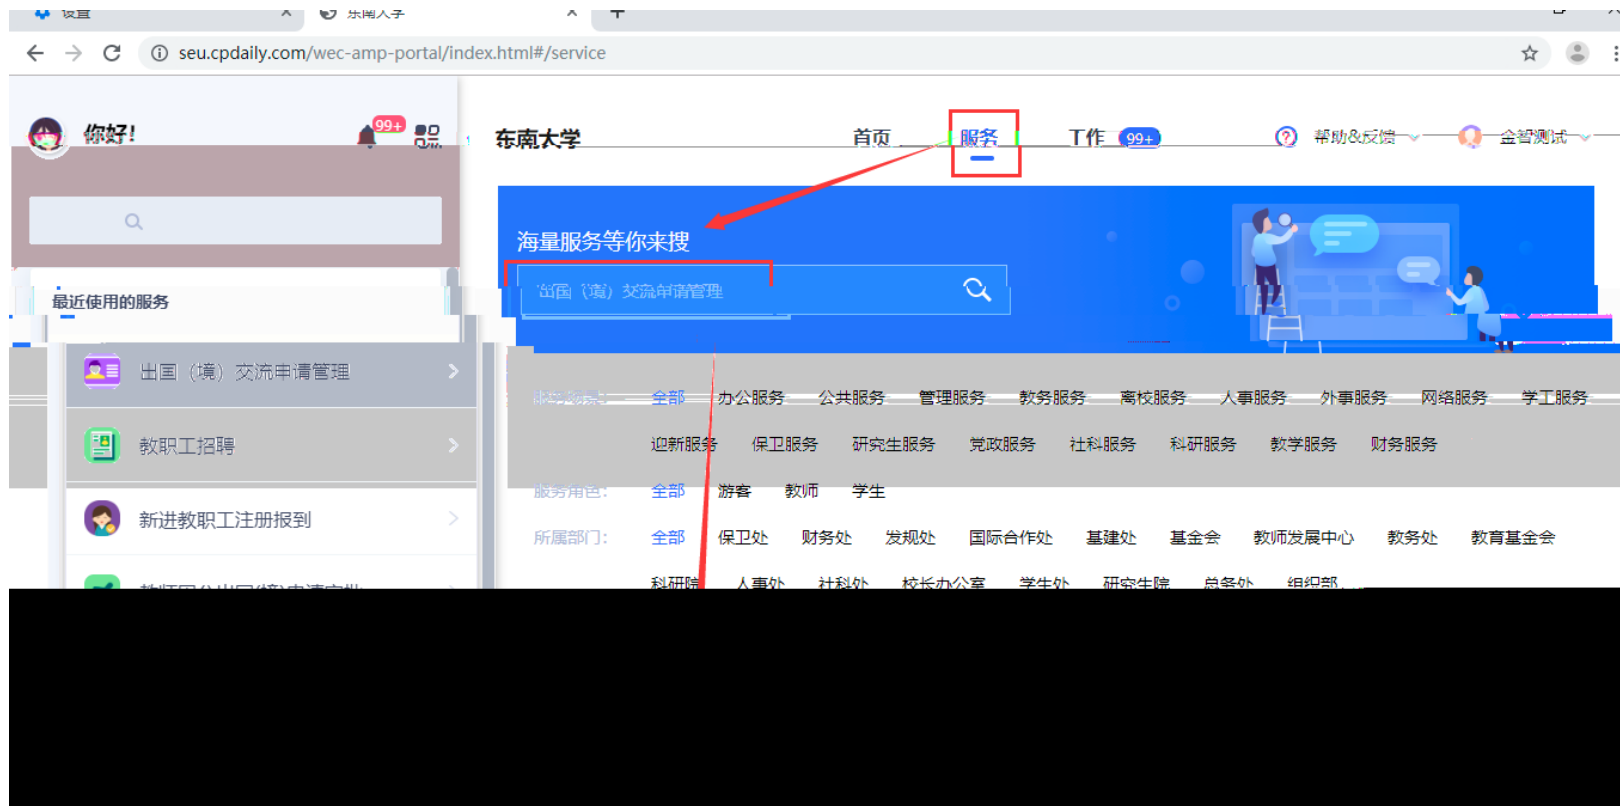 设置
东南大学
seu.cpdaily.com/wec-amp-portal/index.html#/service
你好!
99+
东南大学
首页
服务
工作
99+
帮助&反馈
金智测试
海量服务等你来搜
出国（境）交流申请管理
最近使用的服务
出国（境）交流申请管理
教职工招聘
新进教职工注册报到
全部 办公服务 公共服务 管理服务 教务服务 离校服务 人事服务 外事服务 网络服务 学工服务
迎新服务 保卫服务 研究生服务 党政服务 社科服务 科研服务 教学服务 财务服务
服务角色: 全部 游客 教师 学生
所属部门: 全部 保卫处 财务处 发规处 国际合作处 基建处 基金会 教师发展中心 教务处 教育基金会
科研院 人事处 社科处 校长办公室 学生处 研究生院 总务处 组织部